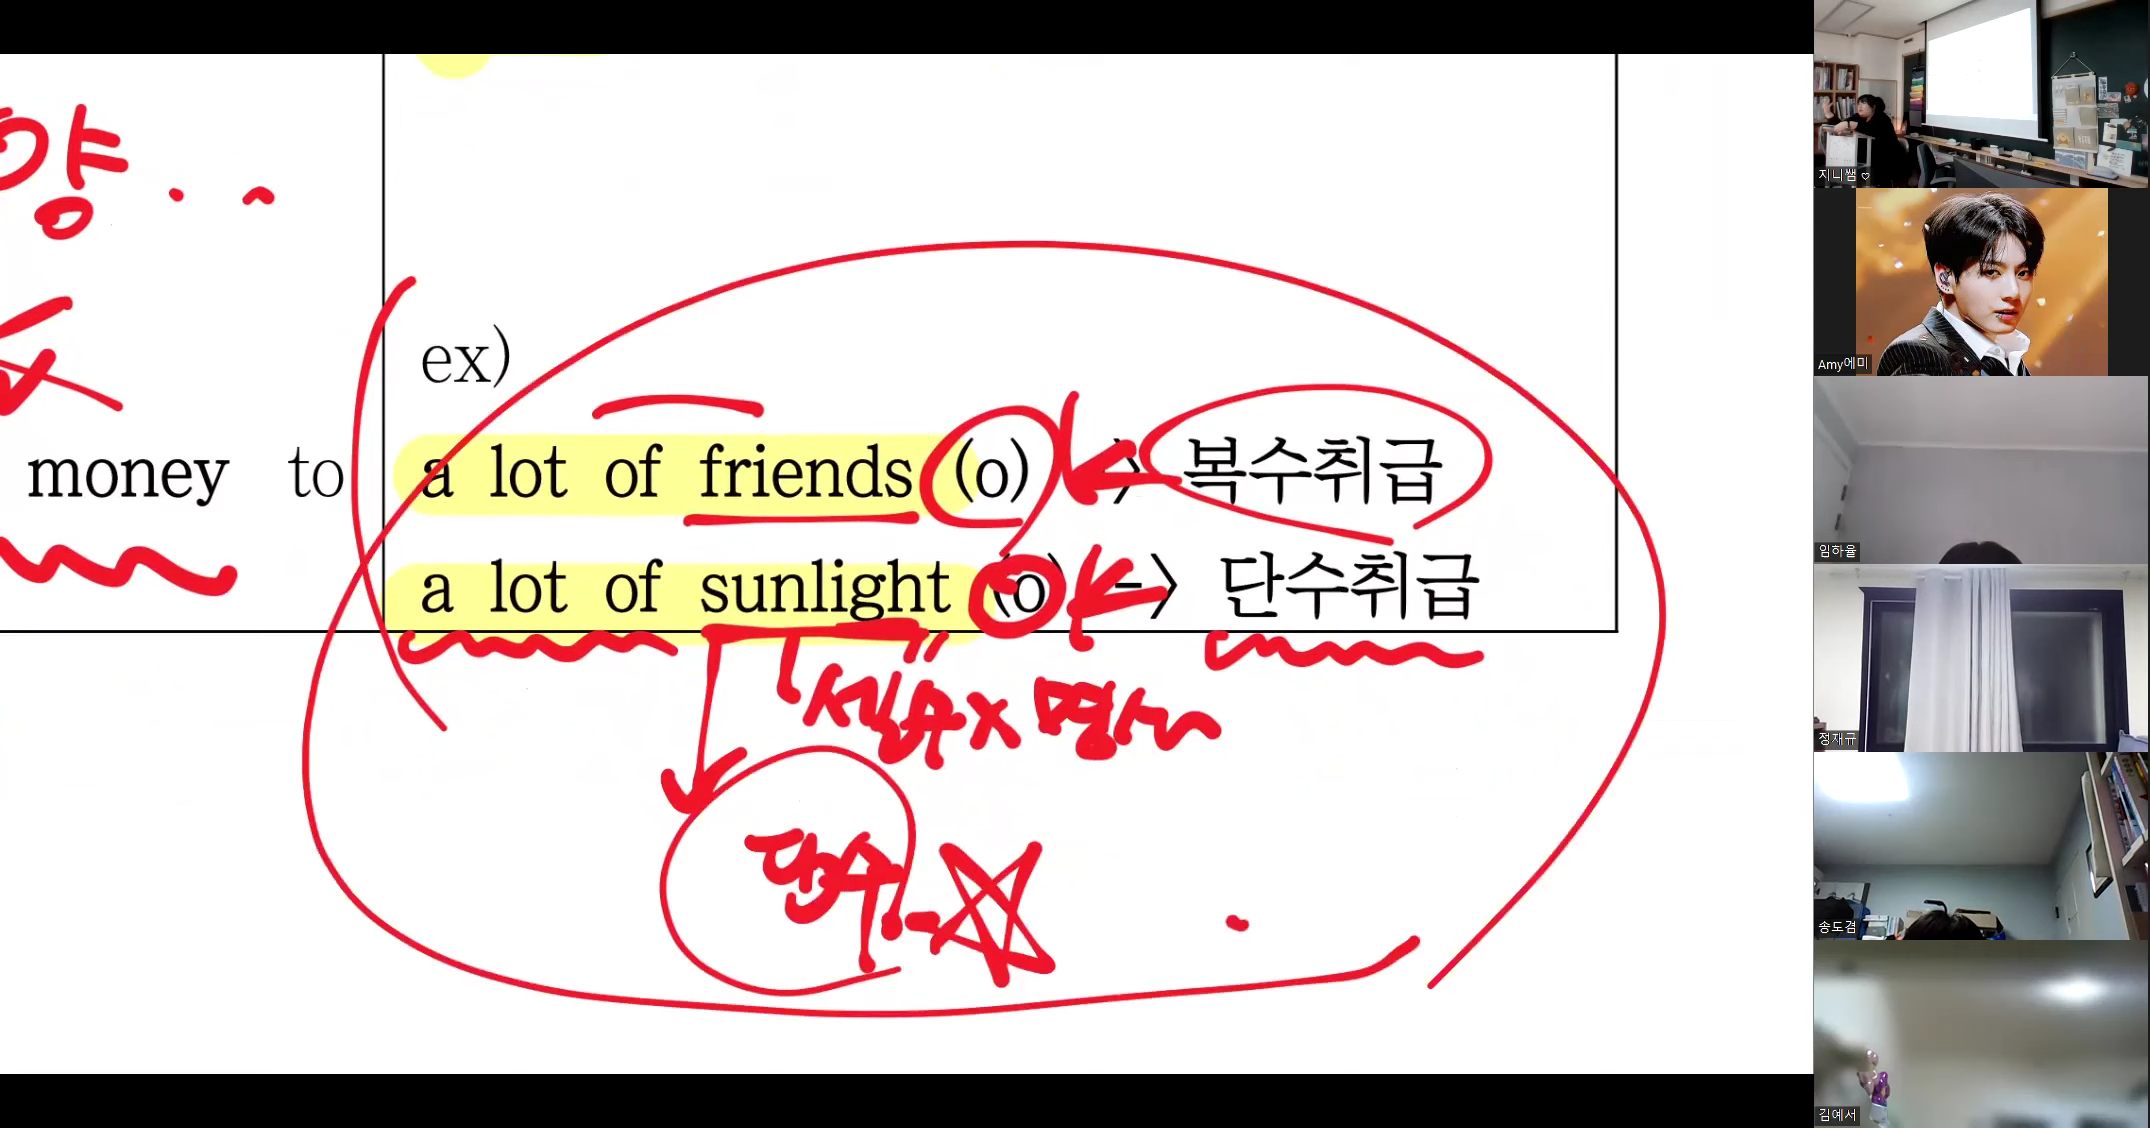 양
ex)
money to
a lot of friends (o) -> 복수취급
a lot of sunlight (o) -> 단수취급
셀 수 x 명사
단수
지니쌤♡
Amy에미
임하율
정재규
송도겸
김예서